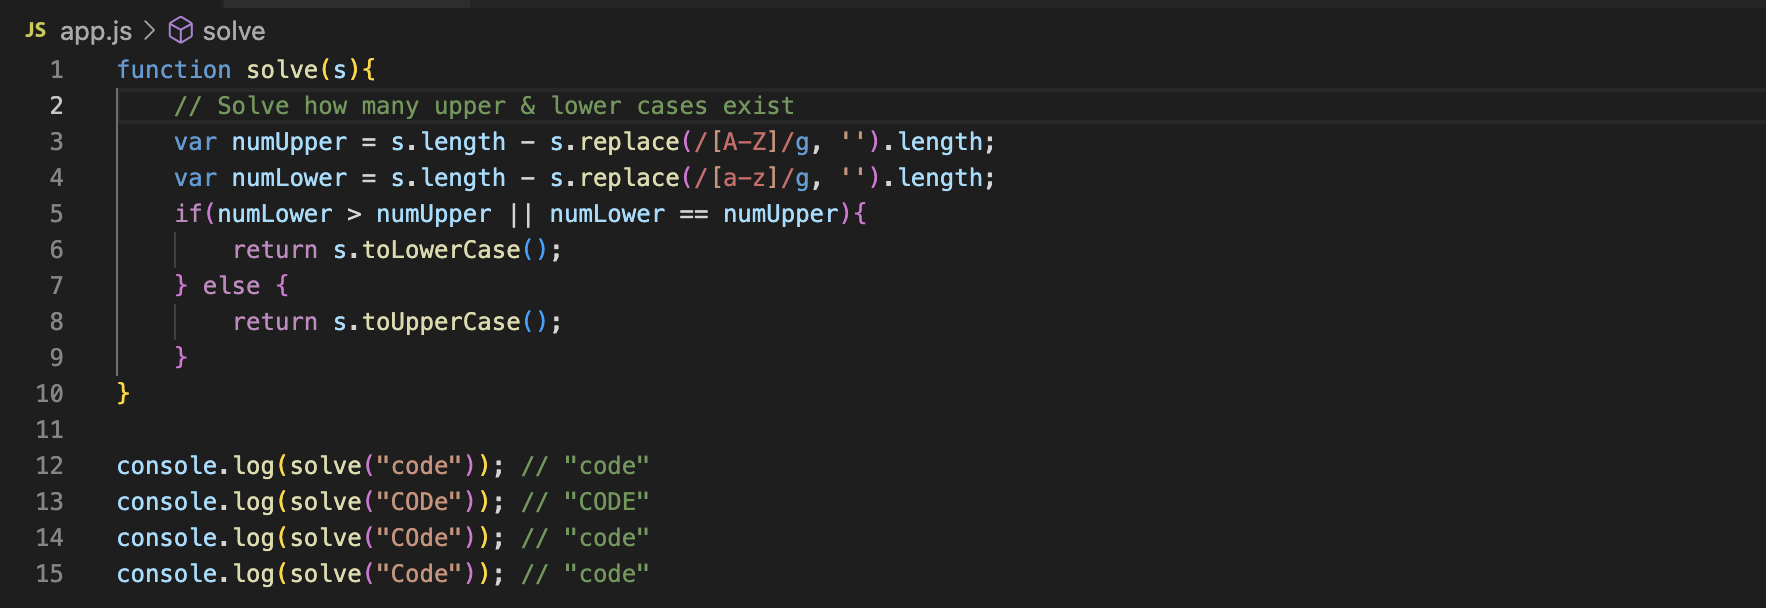 JS app.js > solve
1 function solve(s){
2     // Solve how many upper & lower cases exist
3     var numUpper = s.length - s.replace(/[A-Z]/g, '').length;
4     var numLower = s.length - s.replace(/[a-z]/g, '').length;
5     if(numLower > numUpper || numLower == numUpper){
6         return s.toLowerCase();
7     } else {
8         return s.toUpperCase();
9     }
10 }
11
12 console.log(solve("code")); // "code"
13 console.log(solve("CODe")); // "CODE"
14 console.log(solve("COde")); // "code"
15 console.log(solve("Code")); // "code"